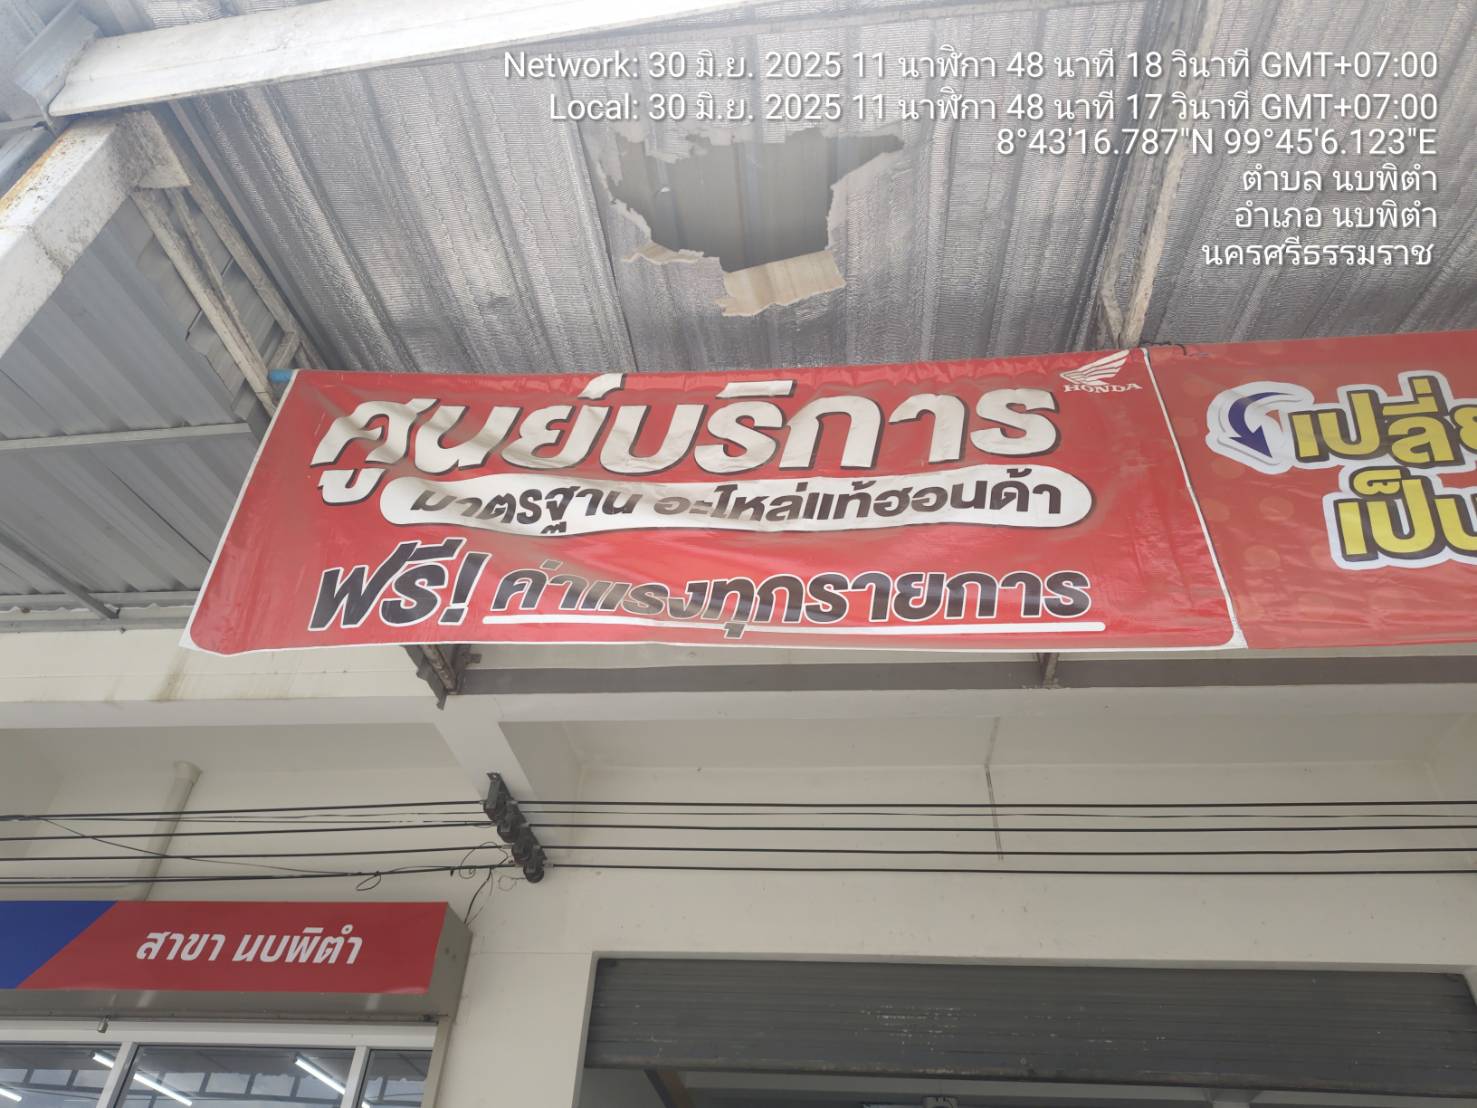 Network: 30 มิ.ย. 2025 11 นาฬิกา 48 นาที 18 วินาที GMT+07:00
Local: 30 มิ.ย. 2025 11 นาฬิกา 48 นาที 17 วินาที GMT+07:00
8°43'16.787"N 99°45'6.123"E
ตำบล นบพิตำ
อำเภอ นบพิตำ
นครศรีธรรมราช
HONDA
ศูนย์บริการ
มาตรฐาน อะไหล่แท้ฮอนด้า
ฟรี! ค่าแรงทุกรายการ
สาขา นบพิตำ